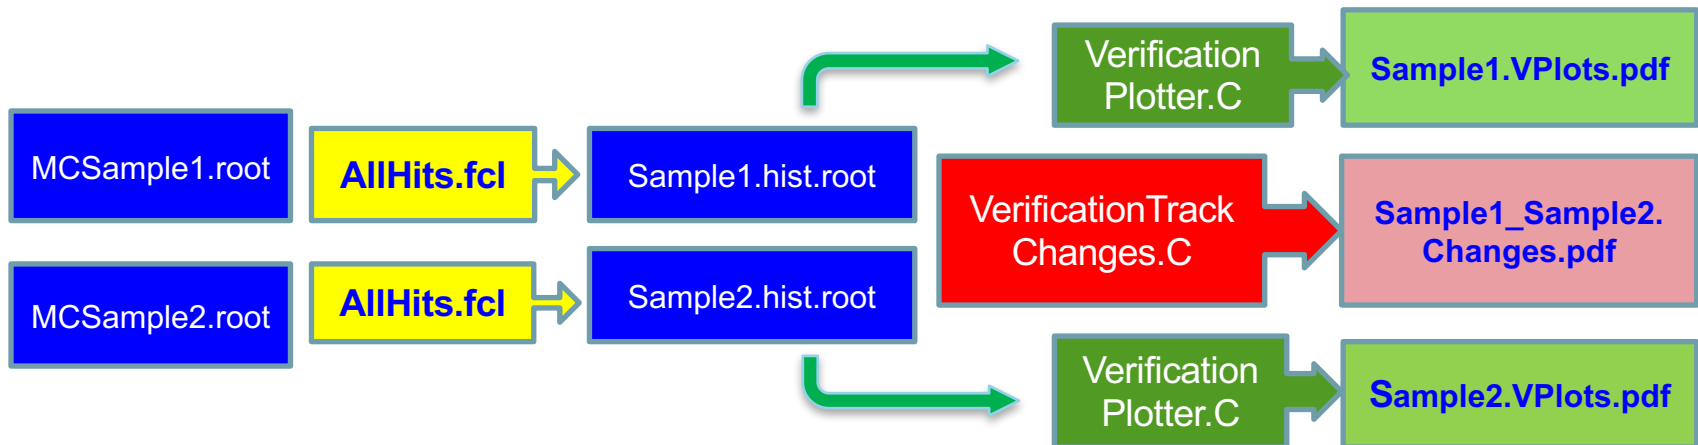 MCSample1.root
AllHits.fcl
Sample1.hist.root
Verification
Plotter.C
Sample1.VPlots.pdf
VerificationTrack
Changes.C
Sample1_Sample2.
Changes.pdf
MCSample2.root
AllHits.fcl
Sample2.hist.root
Verification
Plotter.C
Sample2.VPlots.pdf